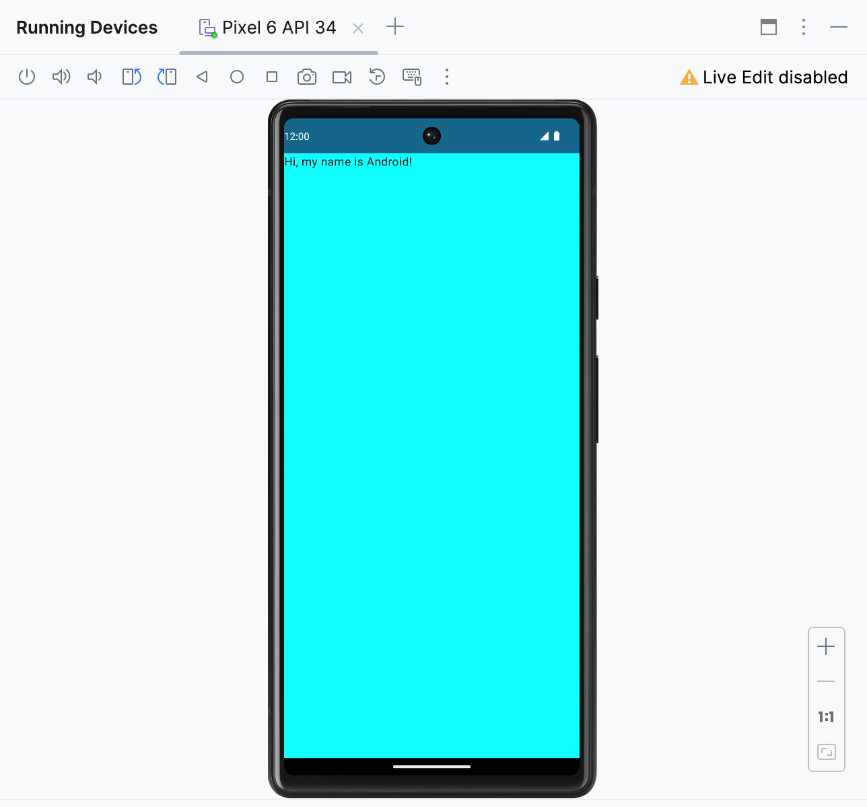 Running Devices
Pixel 6 API 34
Live Edit disabled
12:00
Hi, my name is Android!
1:1